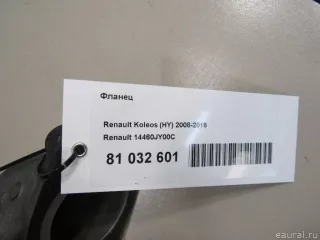 Фланец
Renault Koleos (HY) 2008-2016
Renault 14460JY00C
81 032 601
eaural.ru